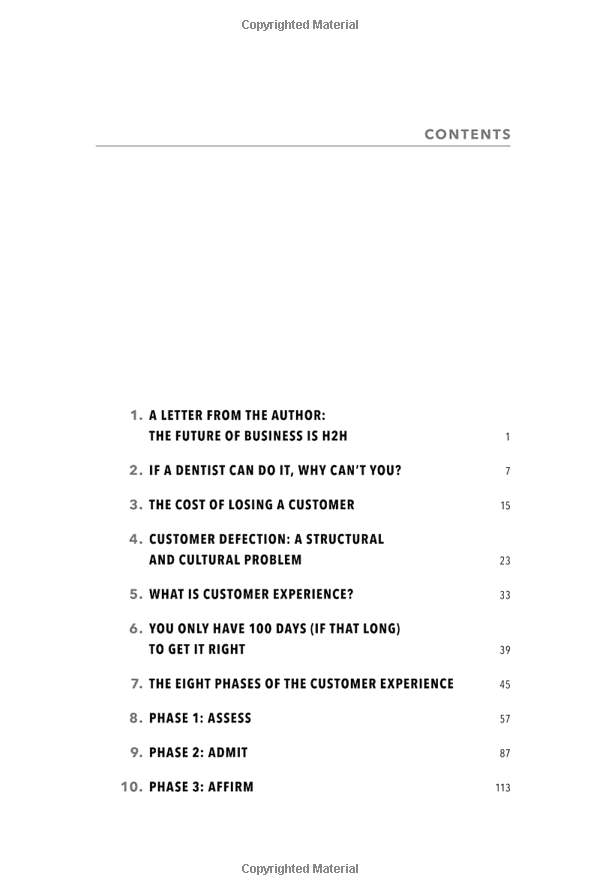 Copyrighted Material
CONTENTS
1. A LETTER FROM THE AUTHOR:
THE FUTURE OF BUSINESS IS H2H 1
2. IF A DENTIST CAN DO IT, WHY CAN'T YOU? 7
3. THE COST OF LOSING A CUSTOMER 15
4. CUSTOMER DEFECTION: A STRUCTURAL
AND CULTURAL PROBLEM 23
5. WHAT IS CUSTOMER EXPERIENCE? 33
6. YOU ONLY HAVE 100 DAYS (IF THAT LONG)
TO GET IT RIGHT 39
7. THE EIGHT PHASES OF THE CUSTOMER EXPERIENCE 45
8. PHASE 1: ASSESS 57
9. PHASE 2: ADMIT 87
10. PHASE 3: AFFIRM 113
Copyrighted Material